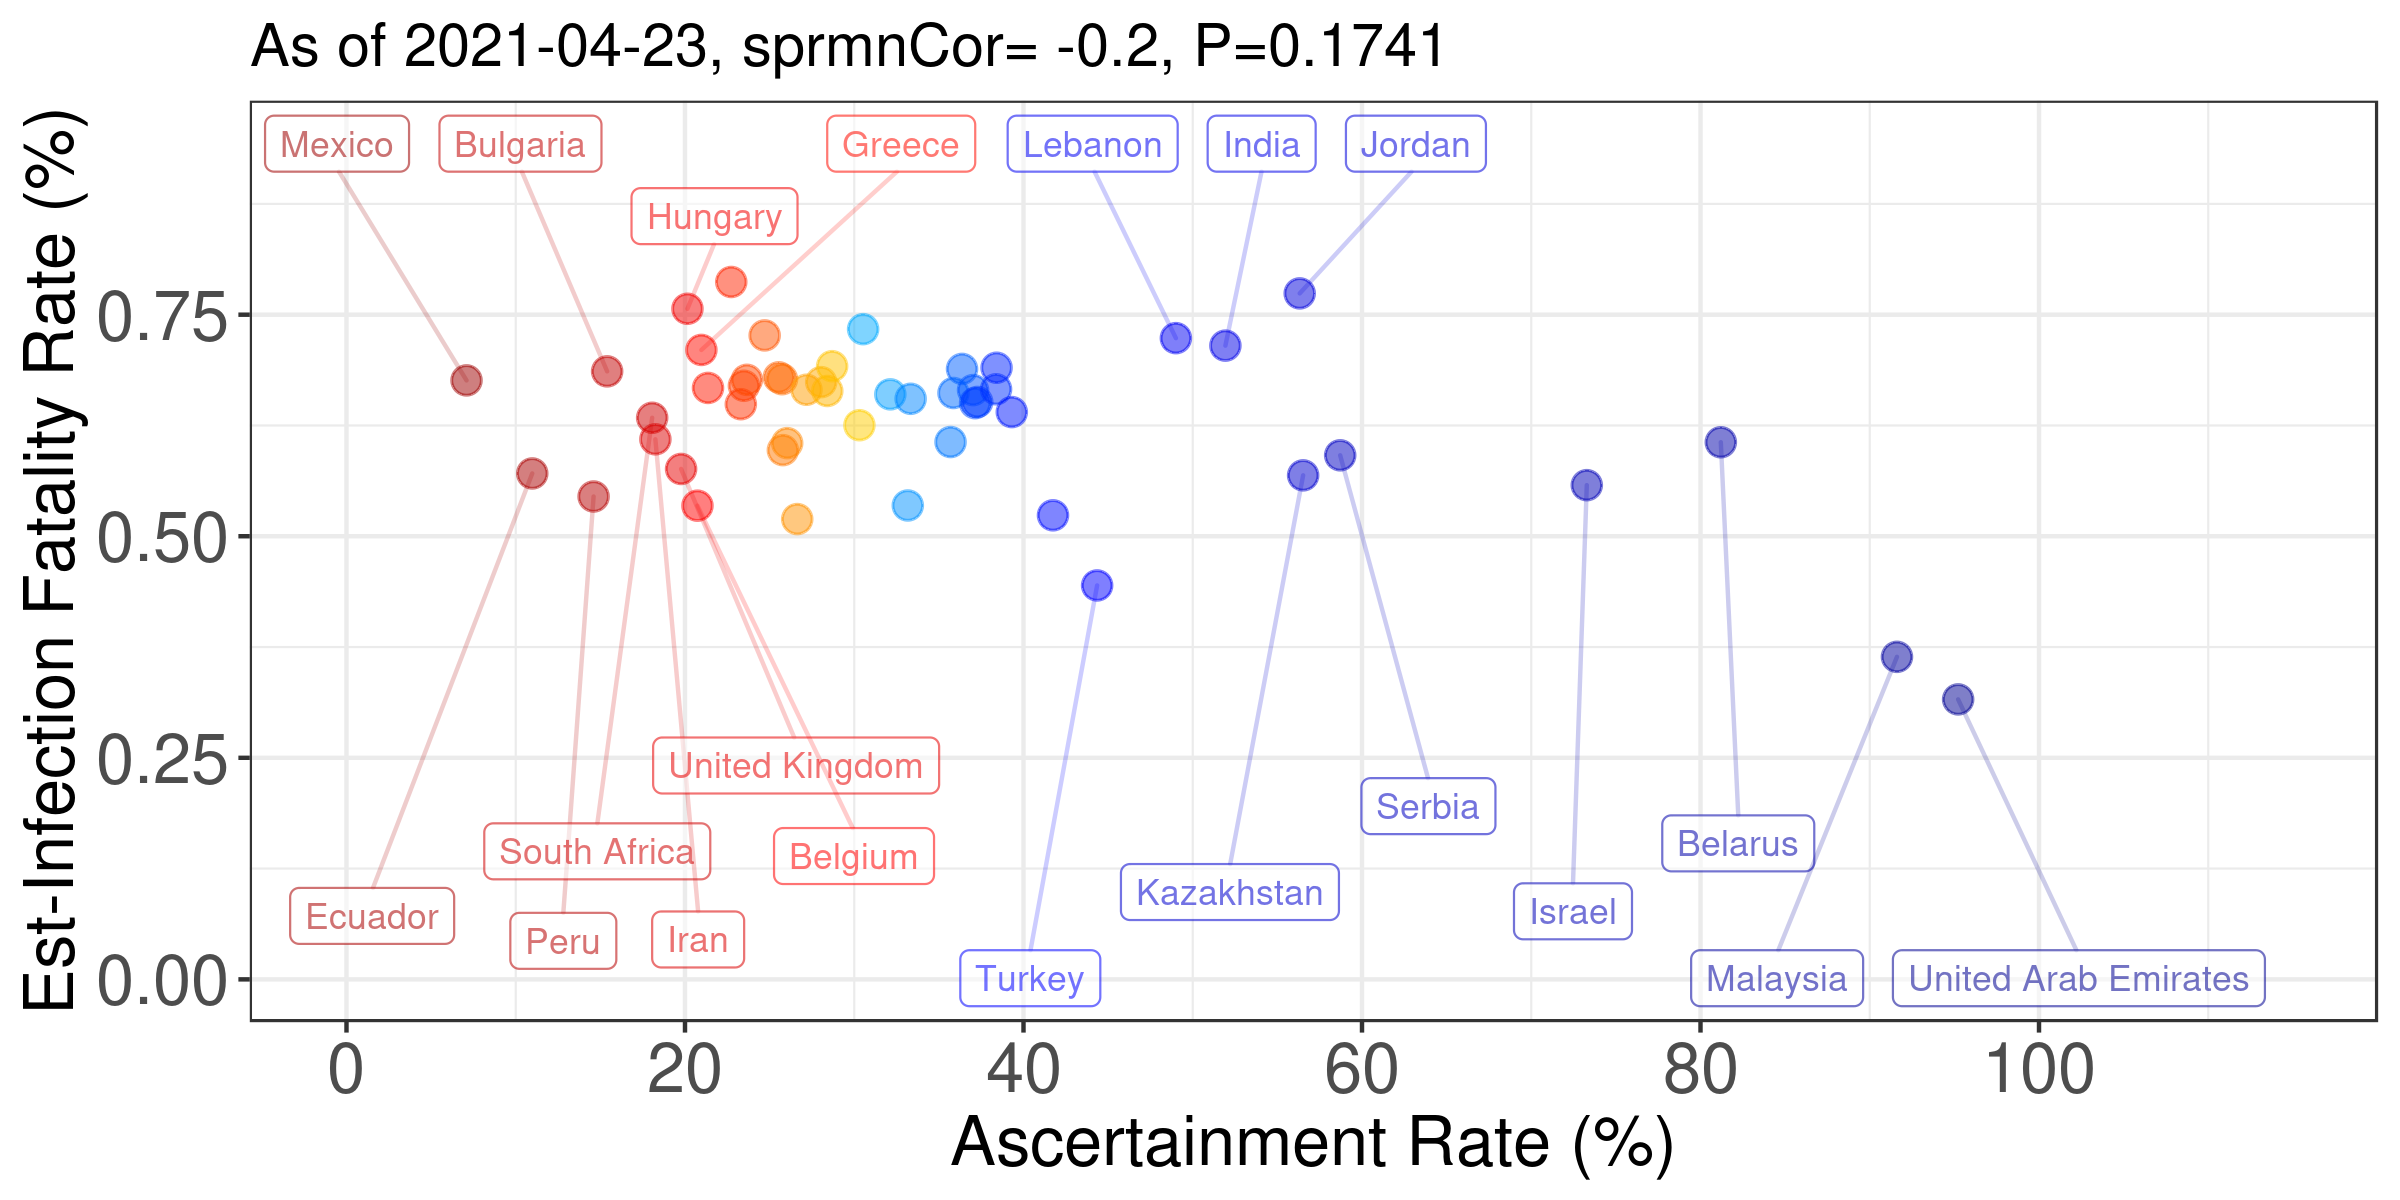 As of 2021-04-23, sprmnCor= -0.2, P=0.1741
Est-Infection Fatality Rate (%)
Mexico
Bulgaria
Greece
Lebanon
India
Jordan
Hungary
0.75
0.50
0.25
0.00
United Kingdom
Serbia
South Africa
Belgium
Belarus
Kazakhstan
Ecuador
Peru
Iran
Israel
Turkey
Malaysia
United Arab Emirates
0
20
40
60
80
100
Ascertainment Rate (%)